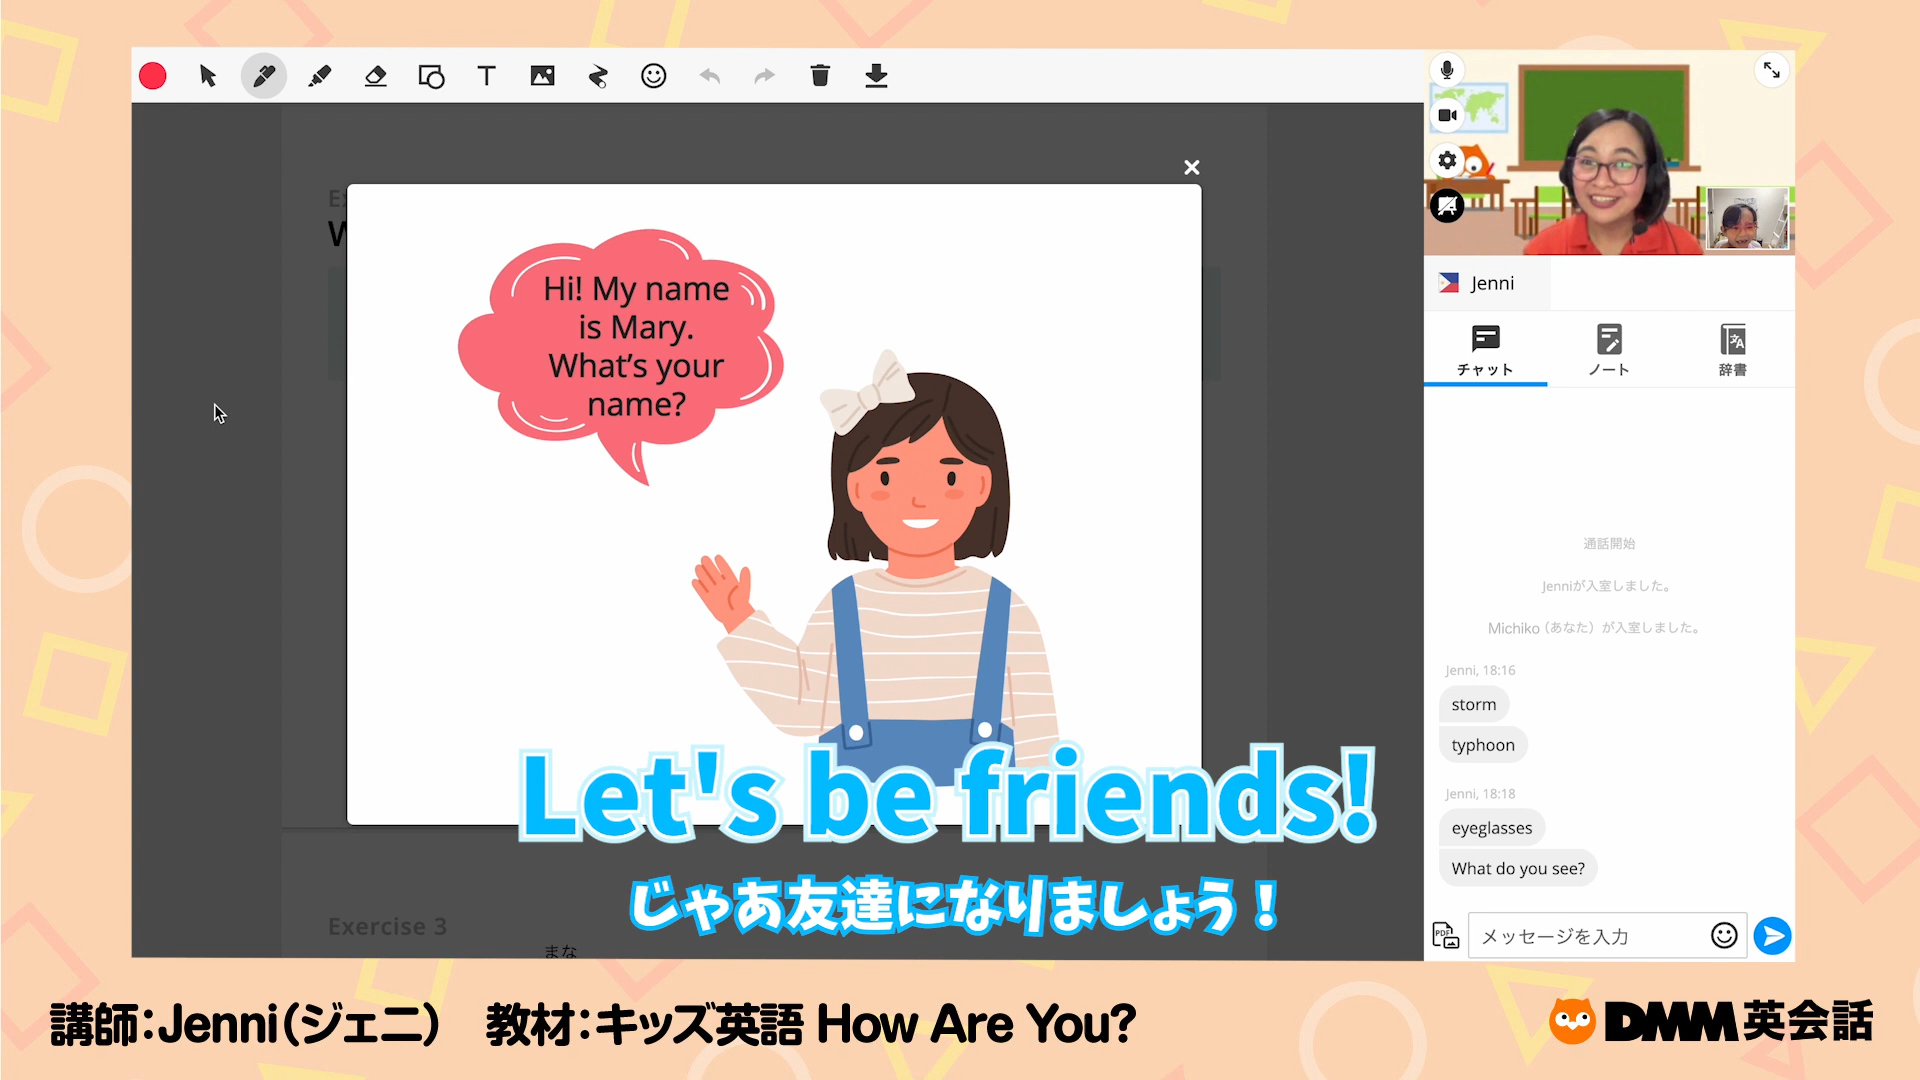 Ex
W
Hi! My name
is Mary.
What's your
name?
Exercise 3
まな
Let's be friends!
じゃあ友達になりましょう！
Jenni
チャット
ノート
辞書
通話開始
Jenniが入室しました。
Michiko（あなた）が入室しました。
Jenni, 18:16
storm
typhoon
Jenni, 18:18
eyeglasses
What do you see?
PDF
メッセージを入力
講師：Jenni（ジェニ） 教材：キッズ英語 How Are You?
DMM英会話